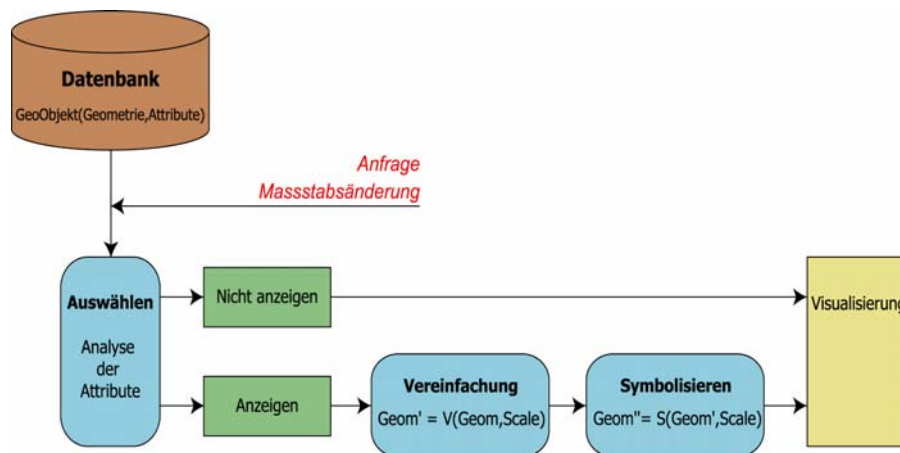 Datenbank
GeoObjekt(Geometrie,Attribute)
Anfrage
Massstabsänderung
Auswählen
Analyse
der
Attribute
Nicht anzeigen
Visualisierung
Anzeigen
Vereinfachung
Geom' = V(Geom,Scale)
Symbolisieren
Geom''= S(Geom',Scale)